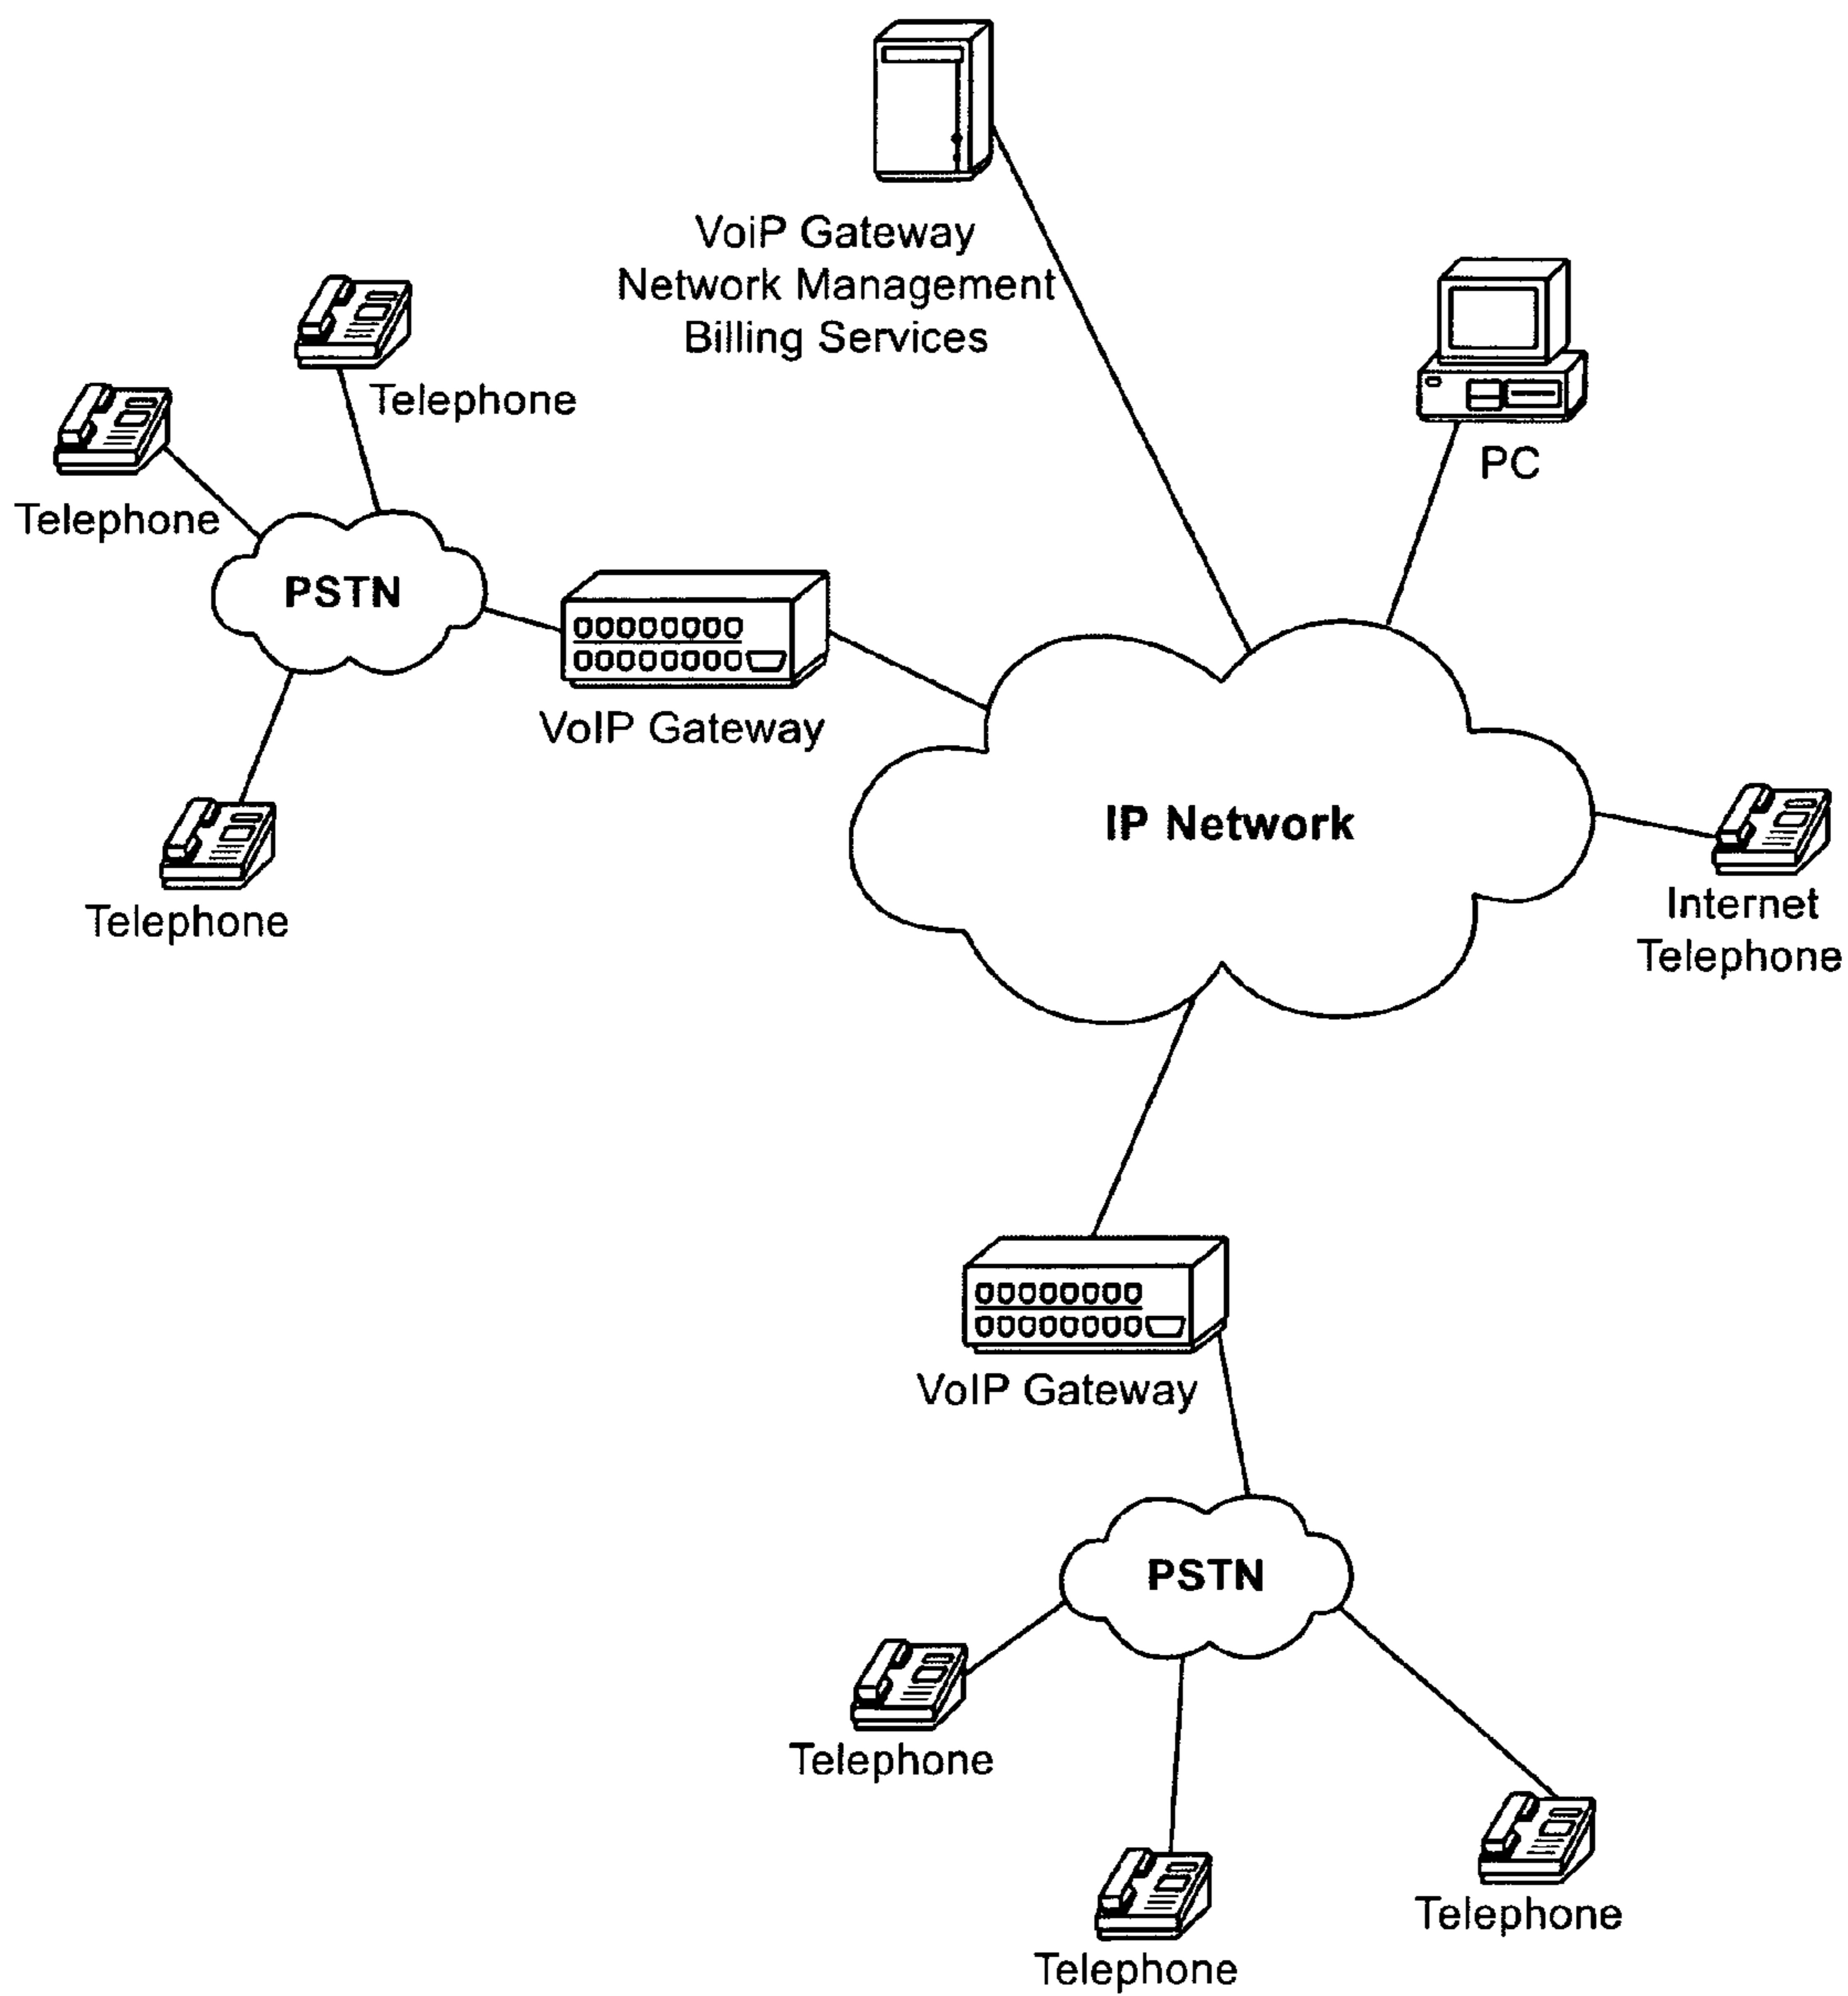 VoiP Gateway
Network Management
Billing Services
Telephone
PC
Telephone
PSTN
VoIP Gateway
IP Network
Internet
Telephone
Telephone
VoIP Gateway
PSTN
Telephone
Telephone
Telephone